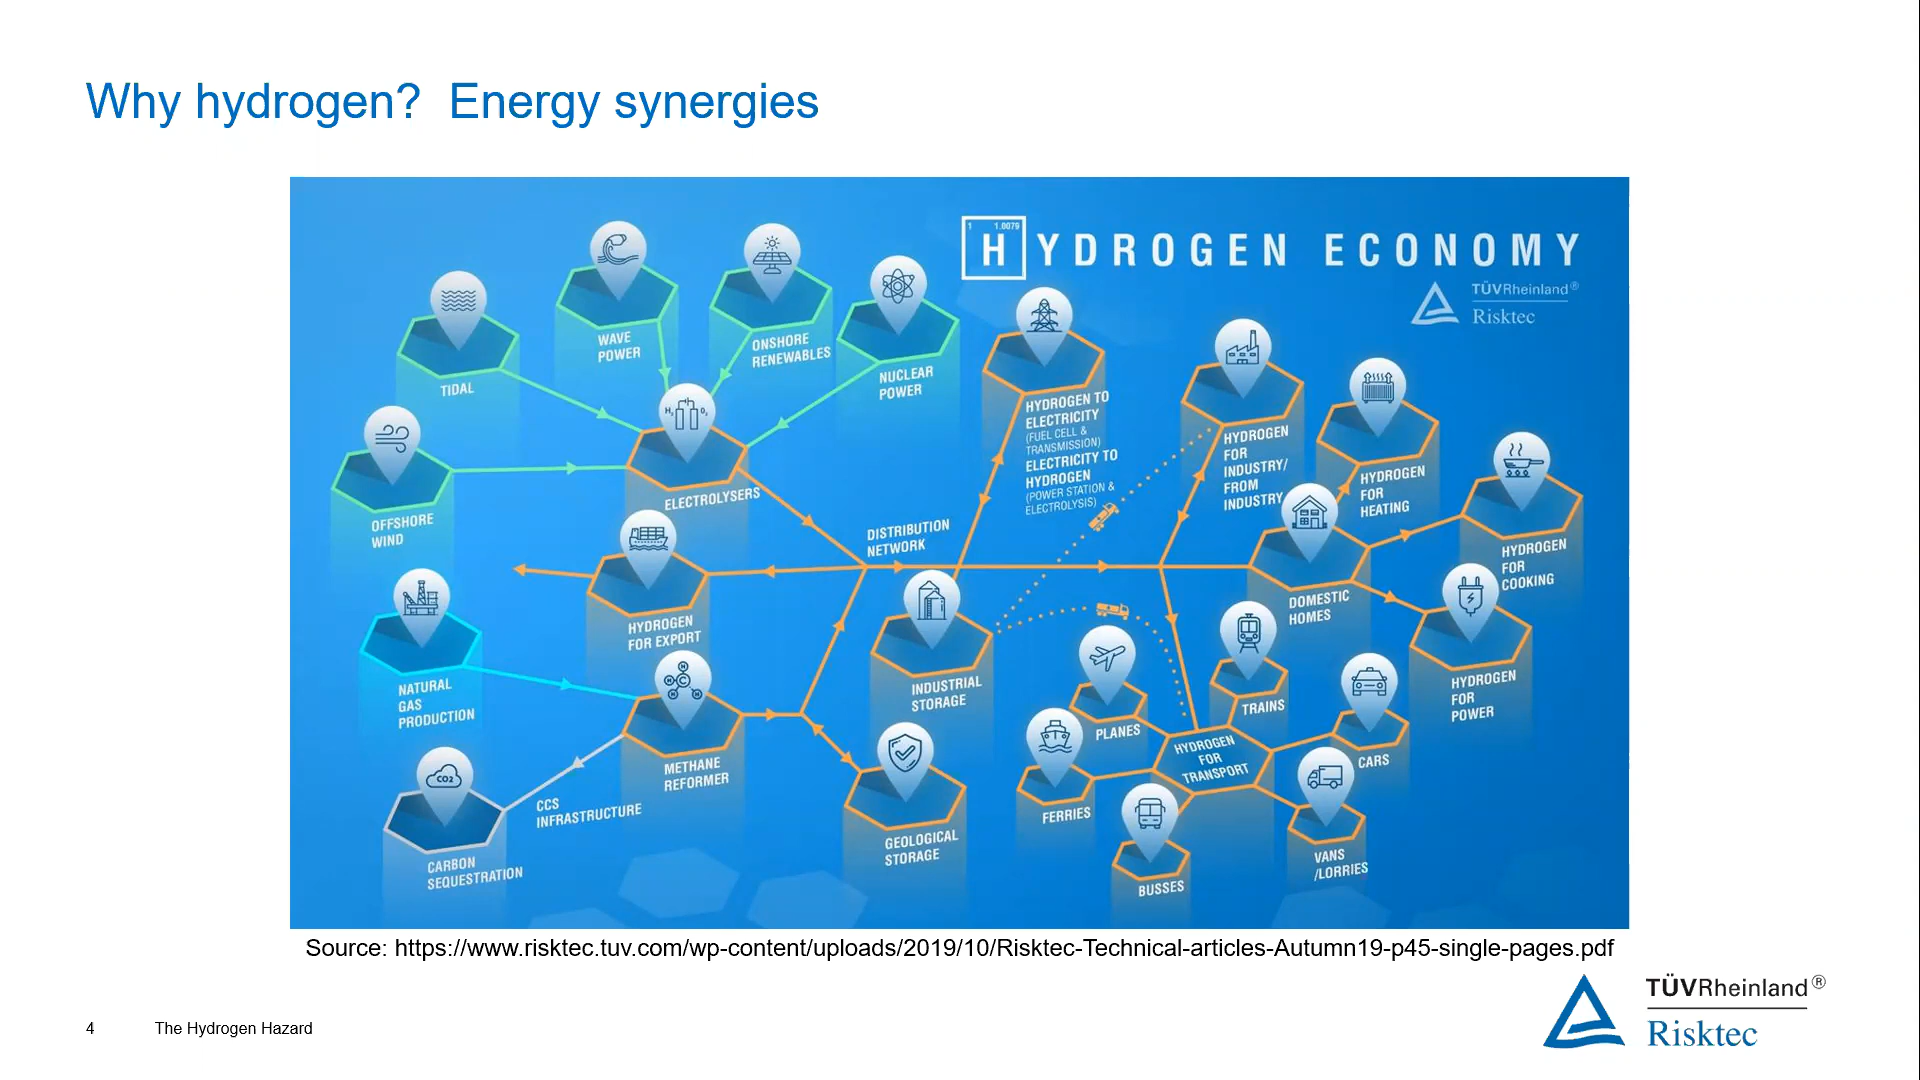 Why hydrogen? Energy synergies
1 1.0079
HYDROGEN ECONOMY
TÜVRheinland®
Risktec
TIDAL
WAVE
POWER
ONSHORE
RENEWABLES
NUCLEAR
POWER
OFFSHORE
WIND
H2 O2
ELECTROLYSERS
HYDROGEN TO
ELECTRICITY
(FUEL CELL &
TRANSMISSION)
ELECTRICITY TO
HYDROGEN
(POWER STATION &
ELECTROLYSIS)
HYDROGEN
FOR
INDUSTRY/
FROM
INDUSTRY
HYDROGEN
FOR
HEATING
HYDROGEN
FOR
COOKING
DISTRIBUTION
NETWORK
HYDROGEN
FOR EXPORT
DOMESTIC
HOMES
NATURAL
GAS
PRODUCTION
H
H C H
H
METHANE
REFORMER
INDUSTRIAL
STORAGE
PLANES
TRAINS
HYDROGEN
FOR
POWER
HYDROGEN
FOR
TRANSPORT
CARS
FERRIES
CO2
CCS
INFRASTRUCTURE
CARBON
SEQUESTRATION
GEOLOGICAL
STORAGE
BUSSES
VANS
/LORRIES
Source: https://www.risktec.tuv.com/wp-content/uploads/2019/10/Risktec-Technical-articles-Autumn19-p45-single-pages.pdf
4 The Hydrogen Hazard
TÜVRheinland®
Risktec